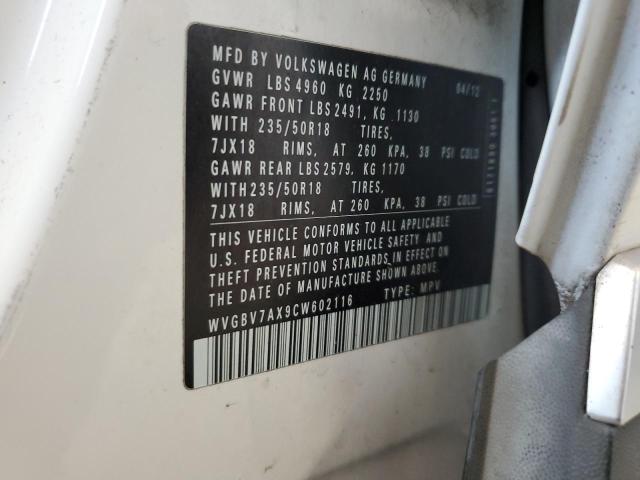 MFD BY VOLKSWAGEN AG GERMANY 04/12
GVWR LBS 4960 KG 2250
GAWR FRONT LBS 2491, KG .1130
WITH 235/50R18 TIRES,
7JX18 RIMS, AT 260 KPA, 38 PSI COLD
GAWR REAR LBS 2579, KG 1170
WITH 235/50R18 TIRES,
7JX18 RIMS, AT 260 KPA, 38 PSI COLD
THIS VEHICLE CONFORMS TO ALL APPLICABLE
U.S. FEDERAL MOTOR VEHICLE SAFETY AND
THEFT PREVENTION STANDARDS IN EFFECT ON
THE DATE OF MANUFACTURE SHOWN ABOVE.
WVGBV7AX9CW602116 TYPE: MPV